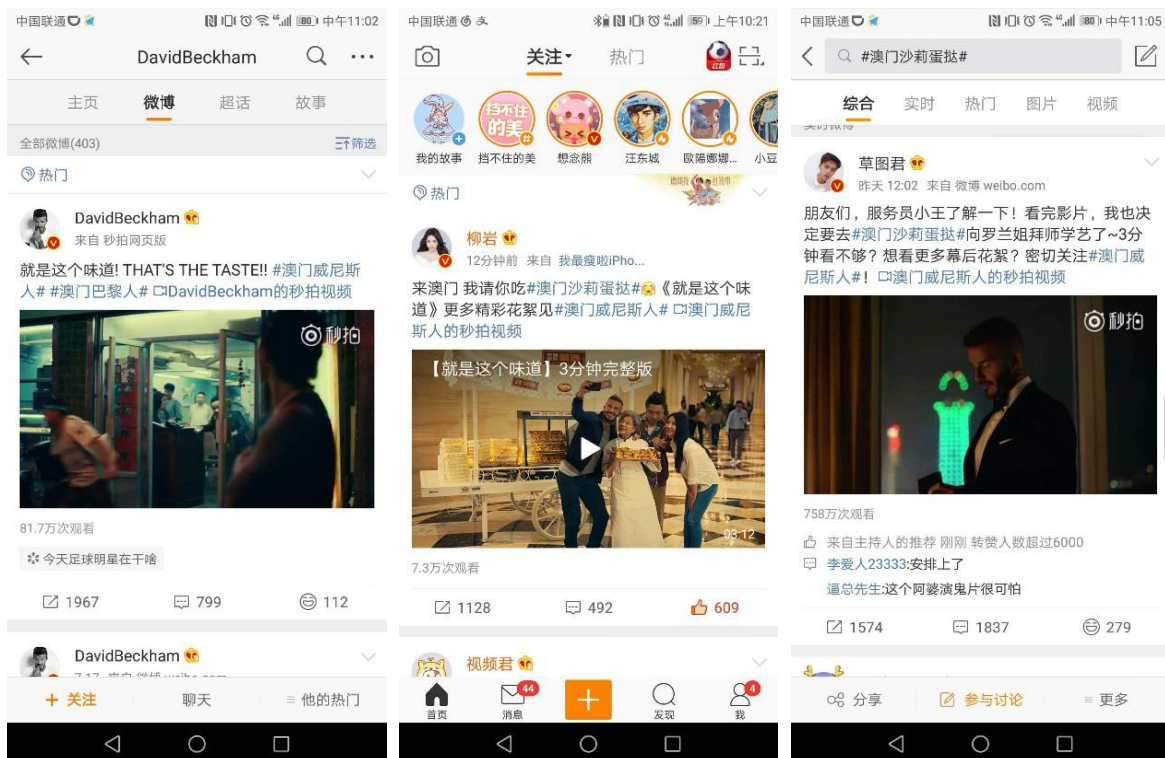 中国联通 80 中午11:02
DavidBeckham
主页 微博 超话 故事
全部微博(403) 筛选
热门
DavidBeckham
来自 秒拍网页版
就是这个味道! THAT'S THE TASTE!! #澳门威尼斯
人# #澳门巴黎人# DavidBeckham的秒拍视频
秒拍
81.7万次观看
今天足球明星在干啥
1967 799 112
DavidBeckham
7-17 来自 weibo.com
+ 关注 聊天 他的热门
中国联通 59 上午10:21
关注 热门
红包
挡不住
的美
我的故事 挡不住的美 想念熊 汪东城 歐陽娜娜... 小豆
热门
柳岩
12分钟前 来自 我最瘦啦iPho...
来澳门 我请你吃#澳门沙莉蛋挞#《就是这个味
道》更多精彩花絮见#澳门威尼斯人# 澳门威尼
斯人的秒拍视频
【就是这个味道】3分钟完整版
03:12
7.3万次观看
1128 492 609
视频君
44 4
首页 消息 发现 我
中国联通 80 中午11:05
#澳门沙莉蛋挞#
综合 实时 热门 图片 视频
草图君
昨天 12:02 来自 微博 weibo.com
朋友们，服务员小王了解一下！看完影片，我也决
定要去#澳门沙莉蛋挞#向罗兰姐拜师学艺了~3分
钟看不够？想看更多幕后花絮？密切关注#澳门威
尼斯人#！ 澳门威尼斯人的秒拍视频
秒拍
758万次观看
来自主持人的推荐 刚刚 转赞人数超过6000
李爱人23333:安排上了
逼总先生:这个阿婆演鬼片很可怕
1574 1837 279
分享 参与讨论 更多